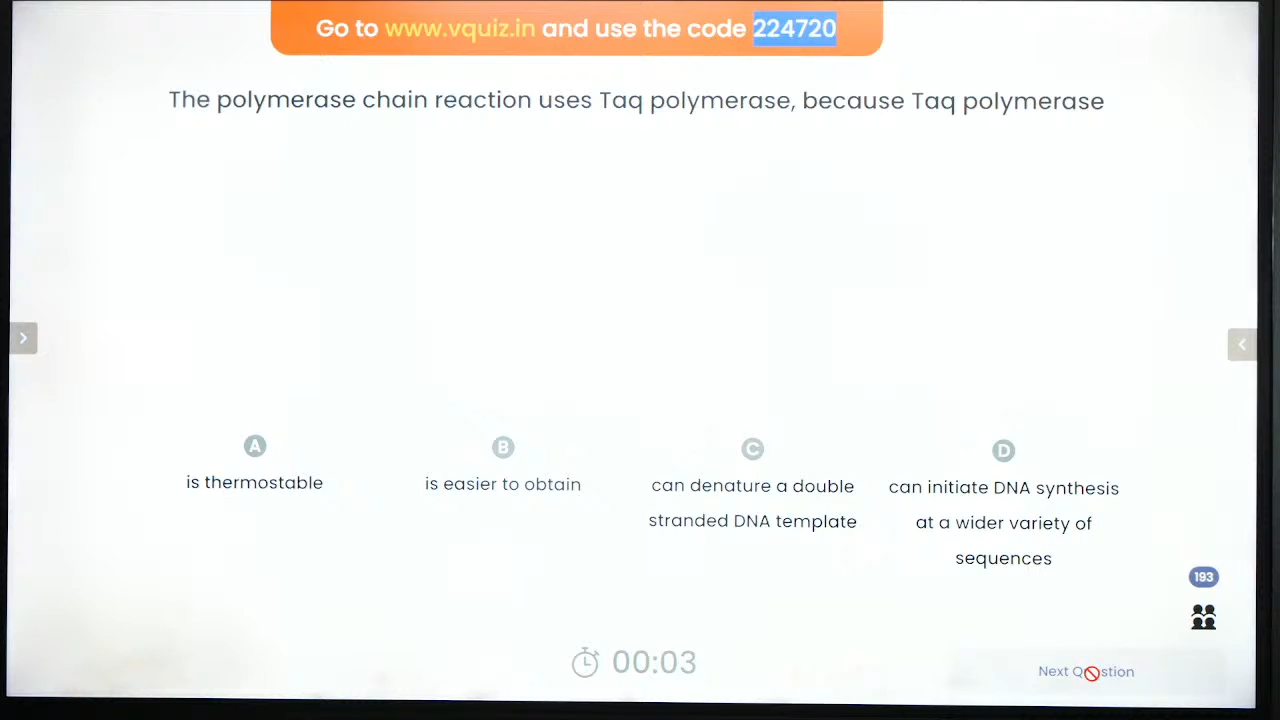 Go to www.vquiz.in and use the code 224720
The polymerase chain reaction uses Taq polymerase, because Taq polymerase
A
is thermostable
B
is easier to obtain
C
can denature a double
stranded DNA template
D
can initiate DNA synthesis
at a wider variety of
sequences
193
00:03